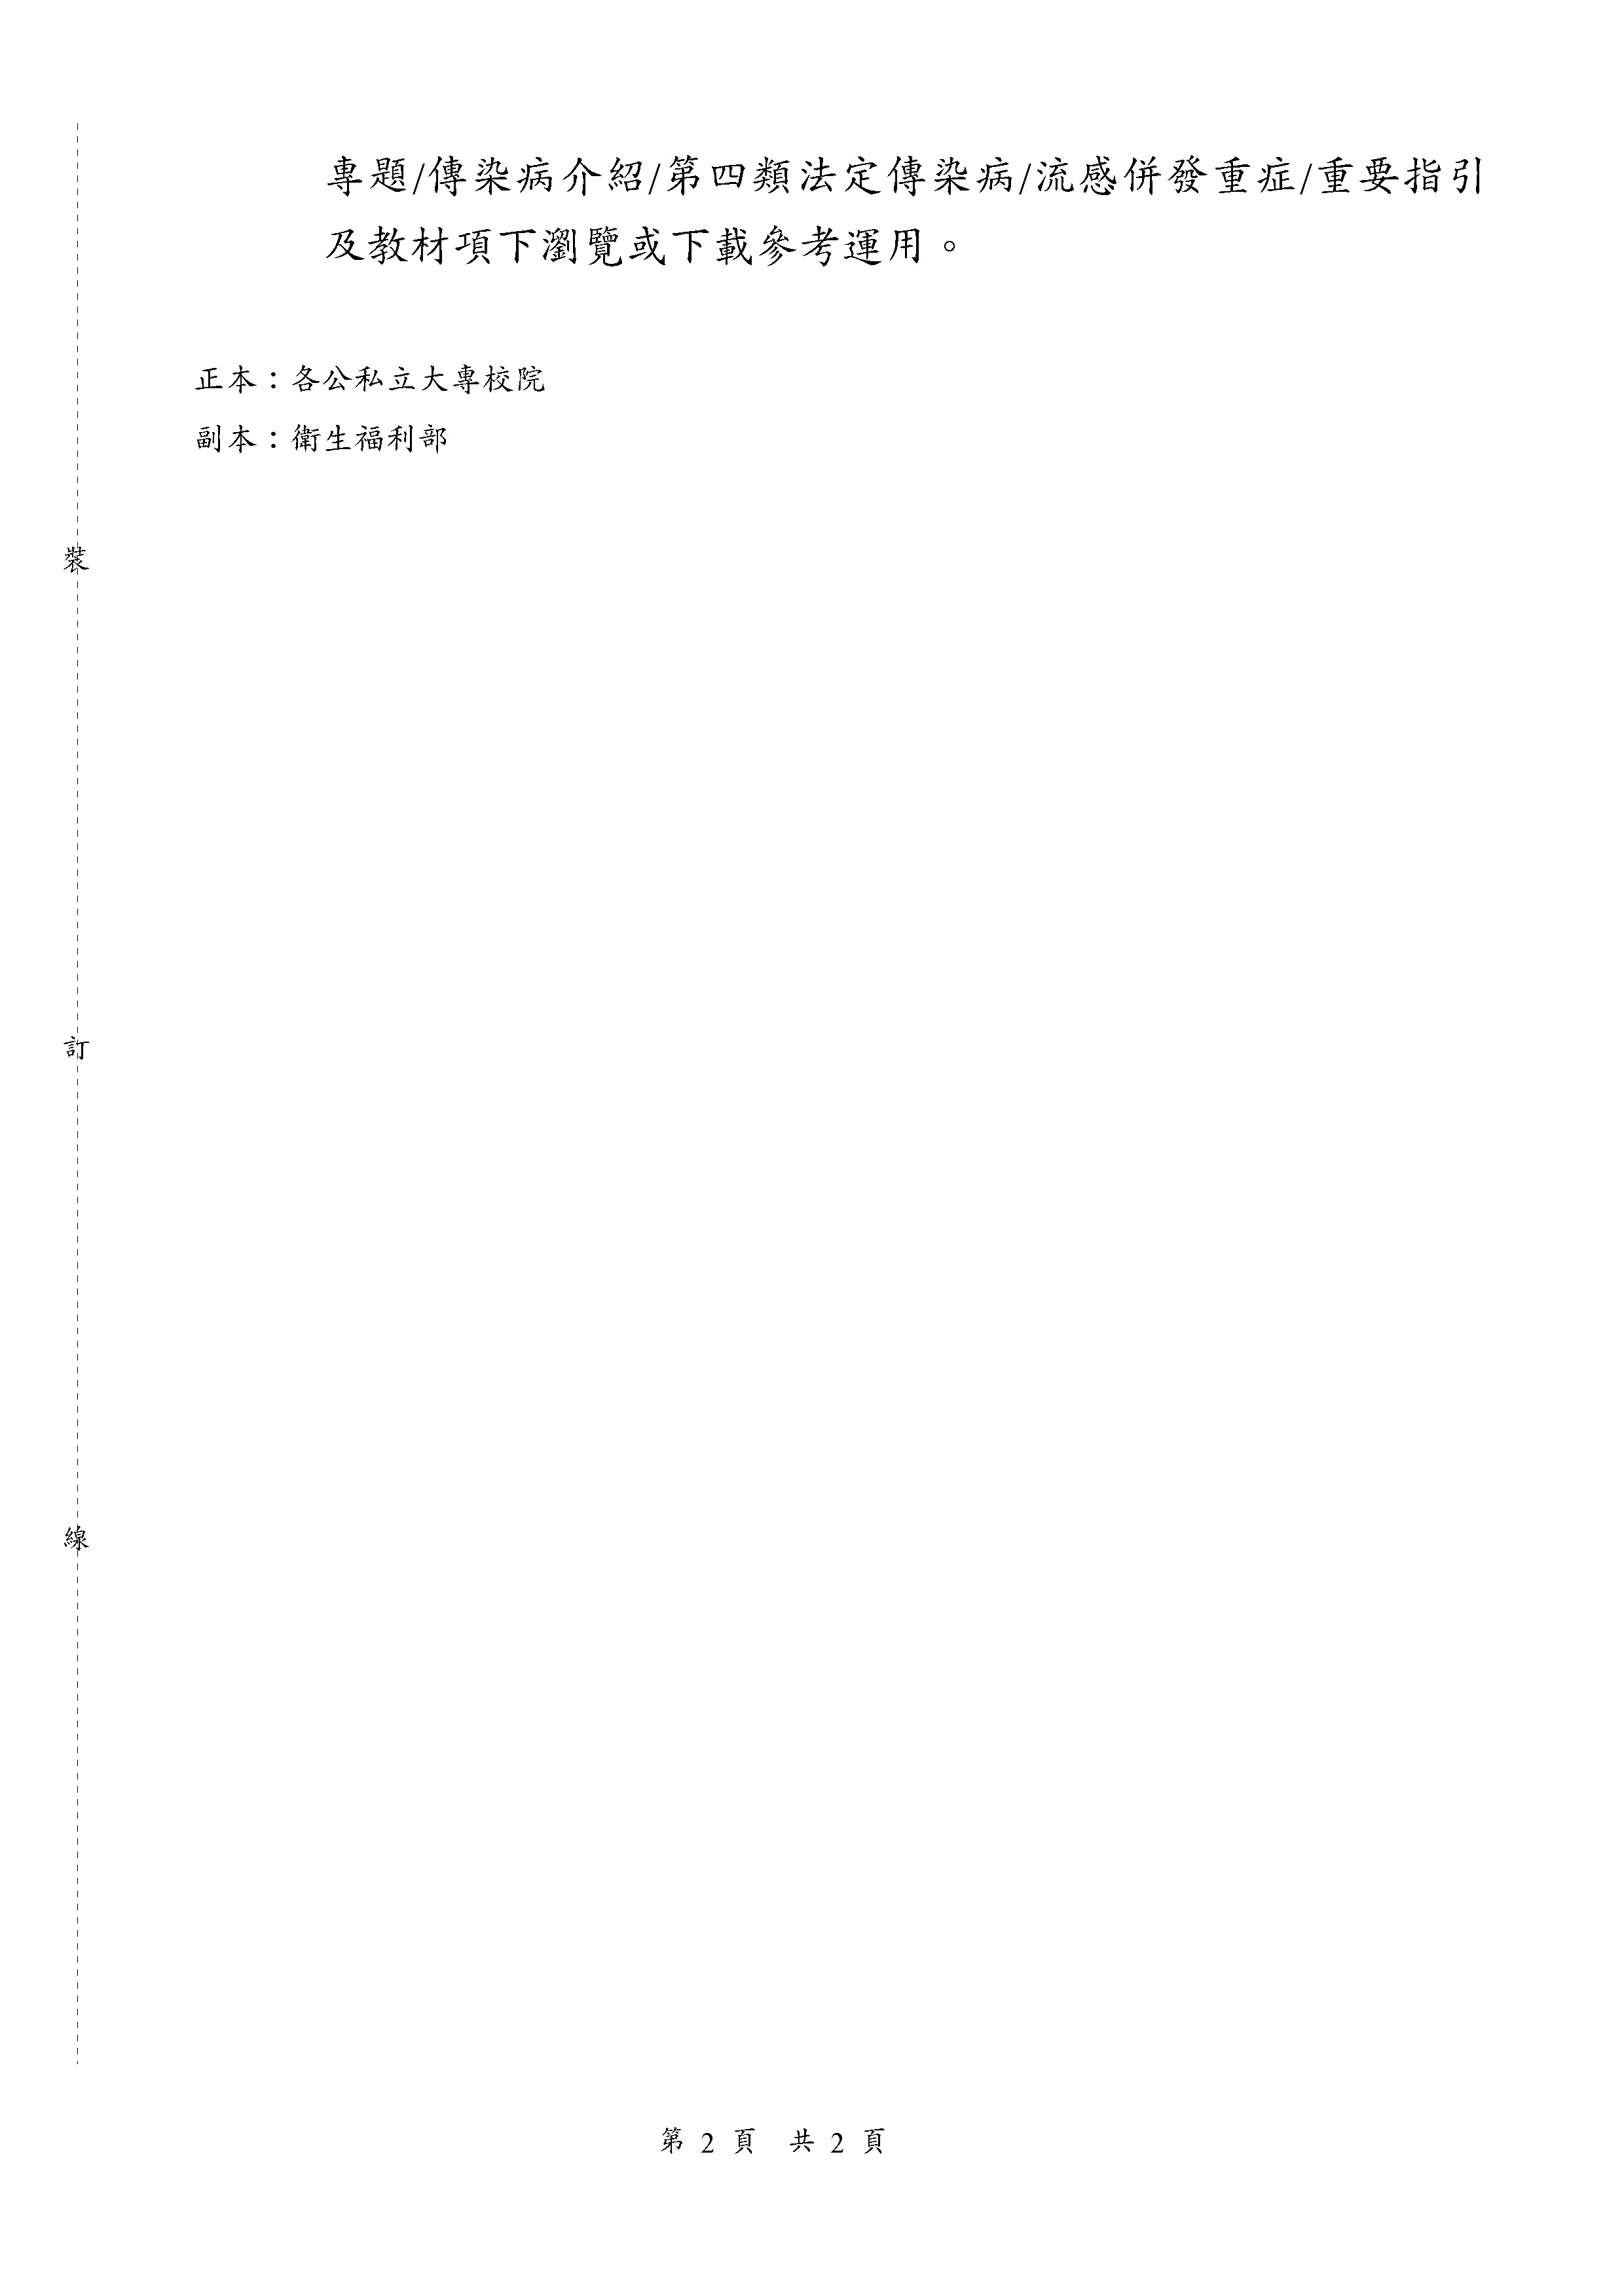 專題/傳染病介紹/第四類法定傳染病/流感併發重症/重要指引
及教材項下瀏覽或下載參考運用。
正本：各公私立大專校院
副本：衛生福利部
裝
訂
線
第 2 頁 共 2 頁